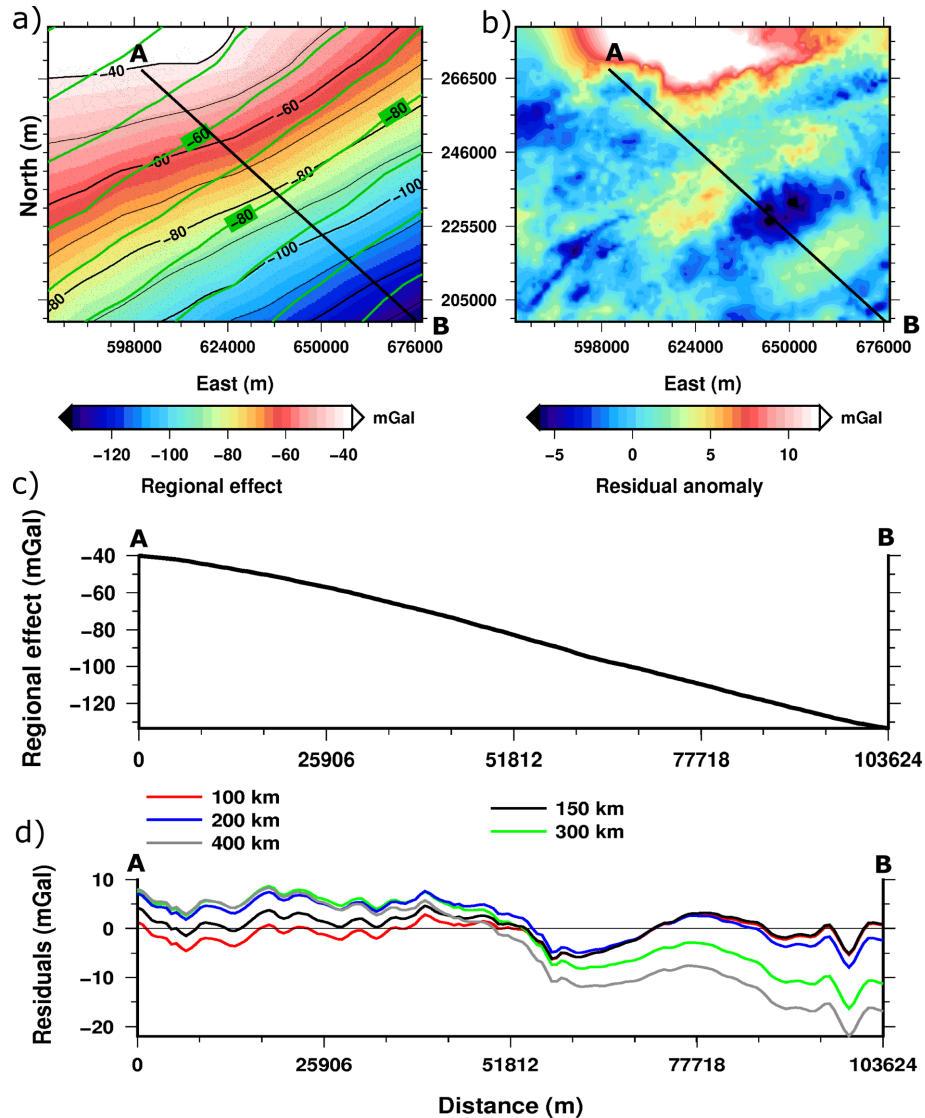 a)
b)
A
B
−40
−60
−60
−60
−80
−80
−80
−80
−80
−100
−100
North (m)
598000 624000 650000 676000
East (m)
A
B
266500
246000
225500
205000
598000 624000 650000 676000
East (m)
mGal
−120 −100 −80 −60 −40
Regional effect
mGal
−5 0 5 10
Residual anomaly
c)
A
B
Regional effect (mGal)
−40
−60
−80
−100
−120
0 25906 51812 77718 103624
100 km
200 km
400 km
150 km
300 km
d)
A
B
Residuals (mGal)
10
0
−10
−20
0 25906 51812 77718 103624
Distance (m)